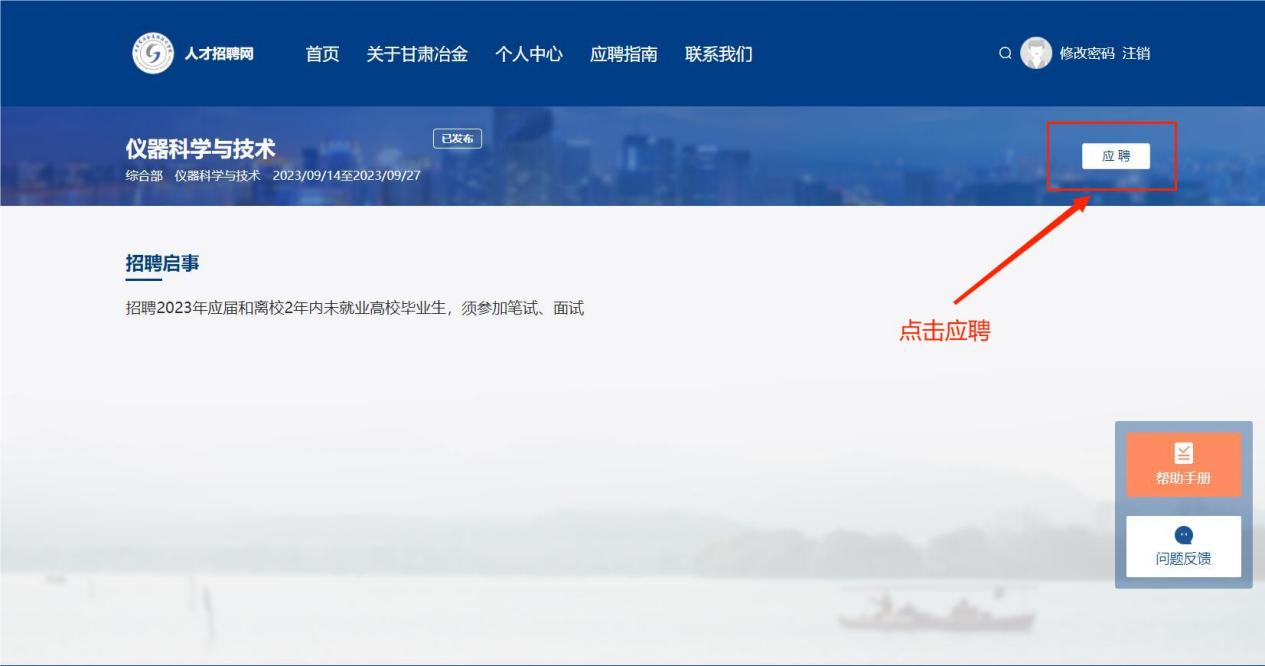 人才招聘网
首页
关于甘肃冶金
个人中心
应聘指南
联系我们
修改密码
注销
仪器科学与技术
已发布
综合部 仪器科学与技术 2023/09/14至2023/09/27
应聘
招聘启事
招聘2023年应届和离校2年内未就业高校毕业生，须参加笔试、面试
点击应聘
帮助手册
问题反馈